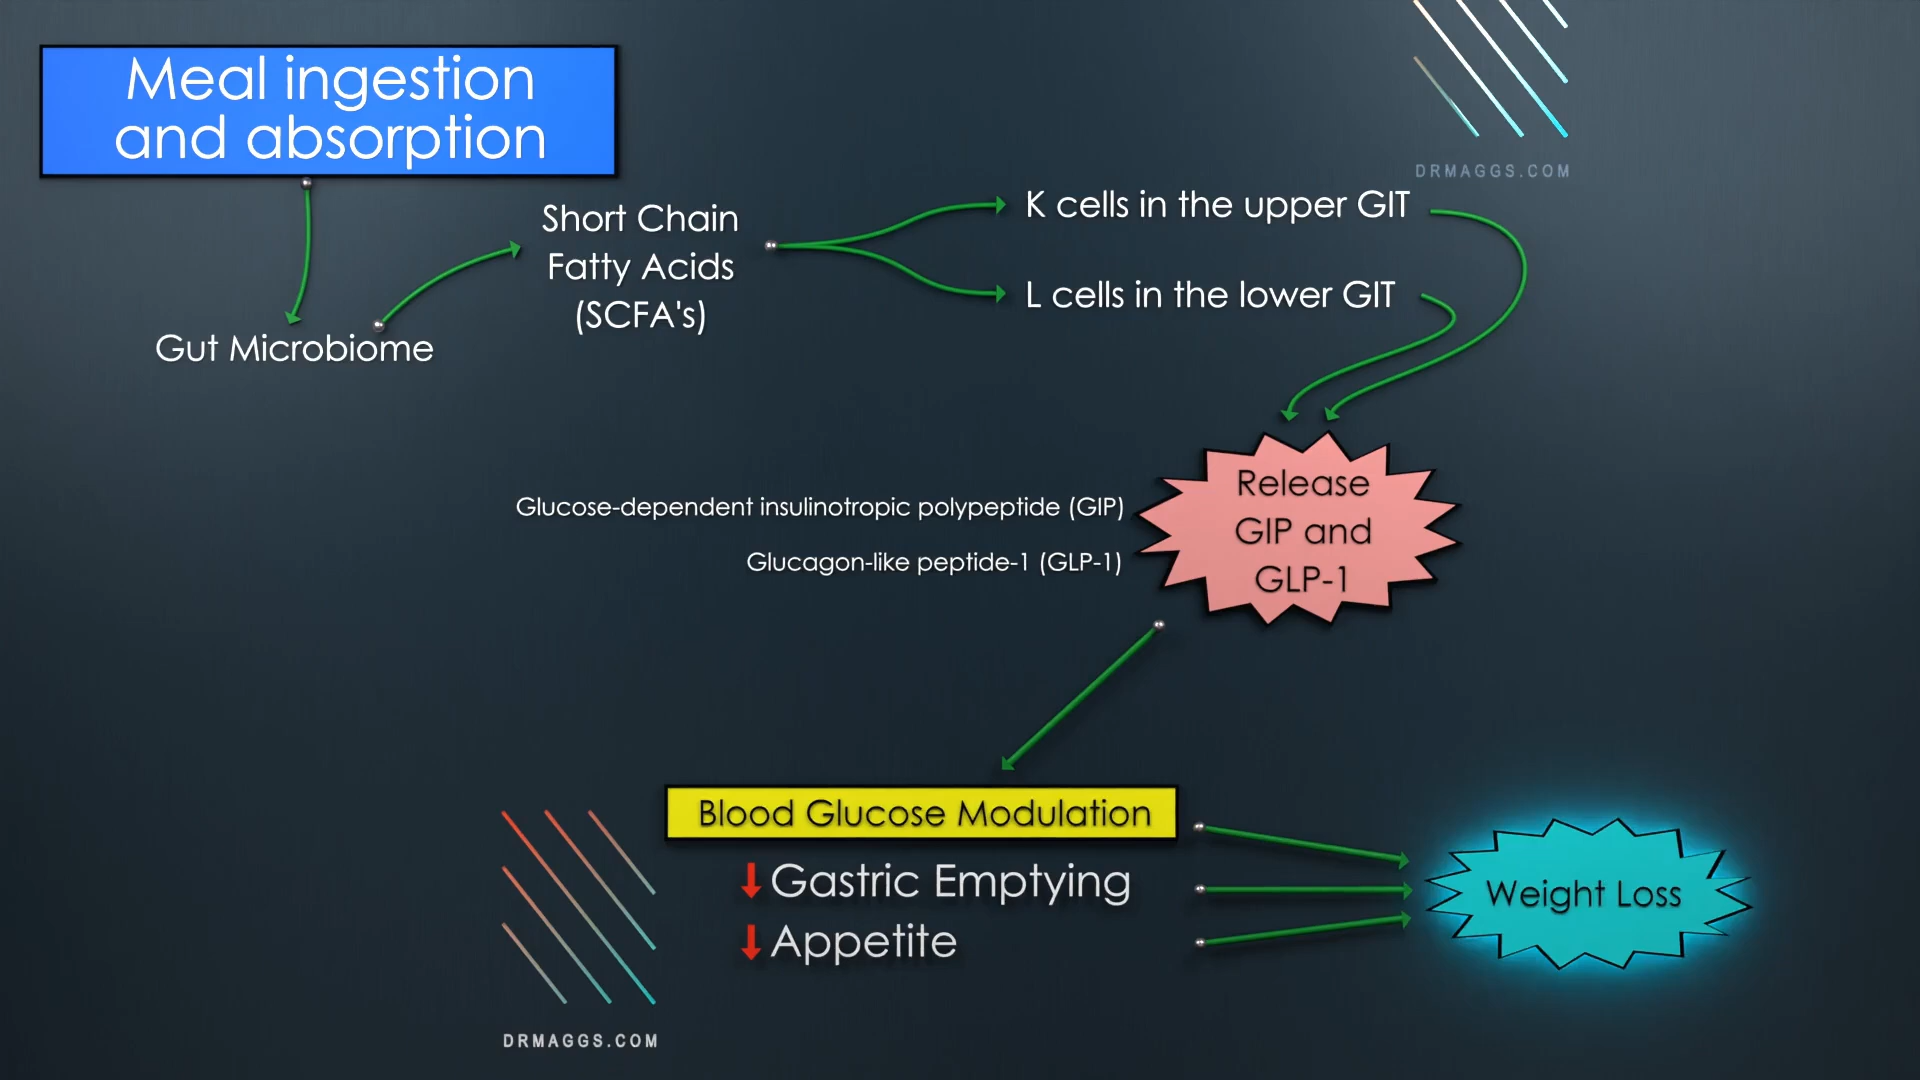 Meal ingestion
and absorption
DRMAGGS.COM
Short Chain
Fatty Acids
(SCFA's)
K cells in the upper GIT
L cells in the lower GIT
Gut Microbiome
Release
GIP and
GLP-1
Glucose-dependent insulinotropic polypeptide (GIP)
Glucagon-like peptide-1 (GLP-1)
Blood Glucose Modulation
Gastric Emptying
Appetite
Weight Loss
DRMAGGS.COM